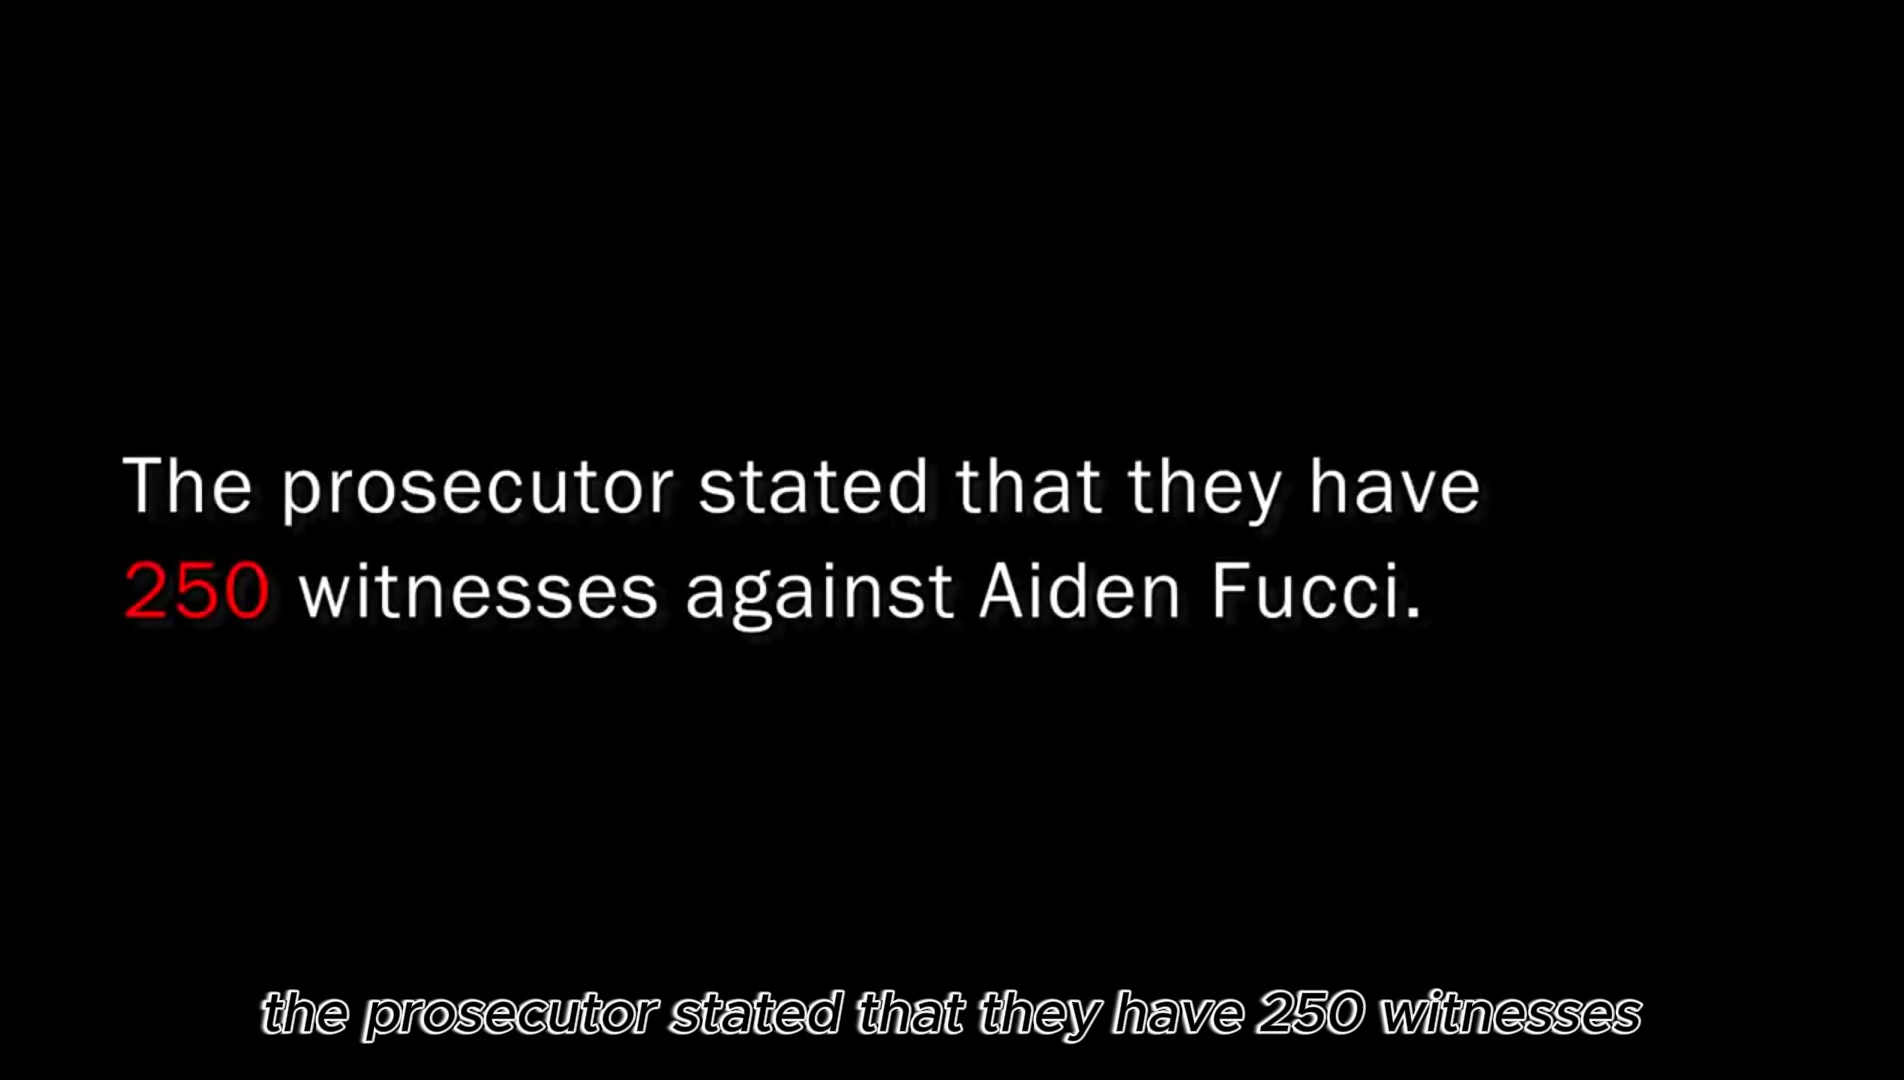 The prosecutor stated that they have
250 witnesses against Aiden Fucci.
the prosecutor stated that they have 250 witnesses